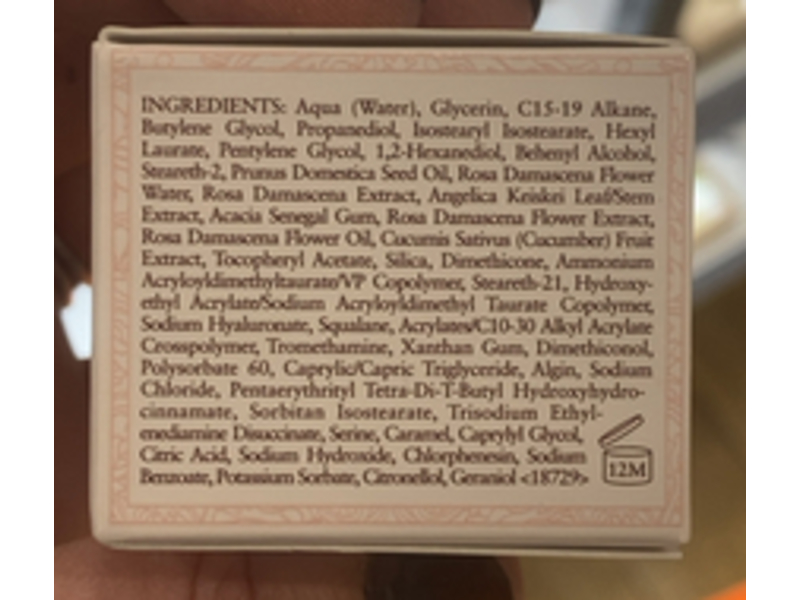 INGREDIENTS: Aqua (Water), Glycerin, C15-19 Alkane,
Butylene Glycol, Propanediol, Isostearyl Isostearate, Hexyl
Laurate, Pentylene Glycol, 1,2-Hexanediol, Behenyl Alcohol,
Steareth-2, Prunus Domestica Seed Oil, Rosa Damascena Flower
Water, Rosa Damascena Extract, Angelica Keiskei Leaf/Stem
Extract, Acacia Senegal Gum, Rosa Damascena Flower Extract,
Rosa Damascena Flower Oil, Cucumis Sativus (Cucumber) Fruit
Extract, Tocopheryl Acetate, Silica, Dimethicone, Ammonium
Acryloyldimethyltaurate/VP Copolymer, Steareth-21, Hydroxy-
ethyl Acrylate/Sodium Acryloyldimethyl Taurate Copolymer,
Sodium Hyaluronate, Squalane, Acrylates/C10-30 Alkyl Acrylate
Crosspolymer, Tromethamine, Xanthan Gum, Dimethiconol,
Polysorbate 60, Caprylic/Capric Triglyceride, Algin, Sodium
Chloride, Pentaerythrityl Tetra-Di-T-Butyl Hydroxyhydro-
cinnamate, Sorbitan Isostearate, Trisodium Ethyl-
enediamine Disuccinate, Serine, Caramel, Caprylyl Glycol,
Citric Acid, Sodium Hydroxide, Chlorphenesin, Sodium
Benzoate, Potassium Sorbate, Citronellol, Geraniol <18729>
12M